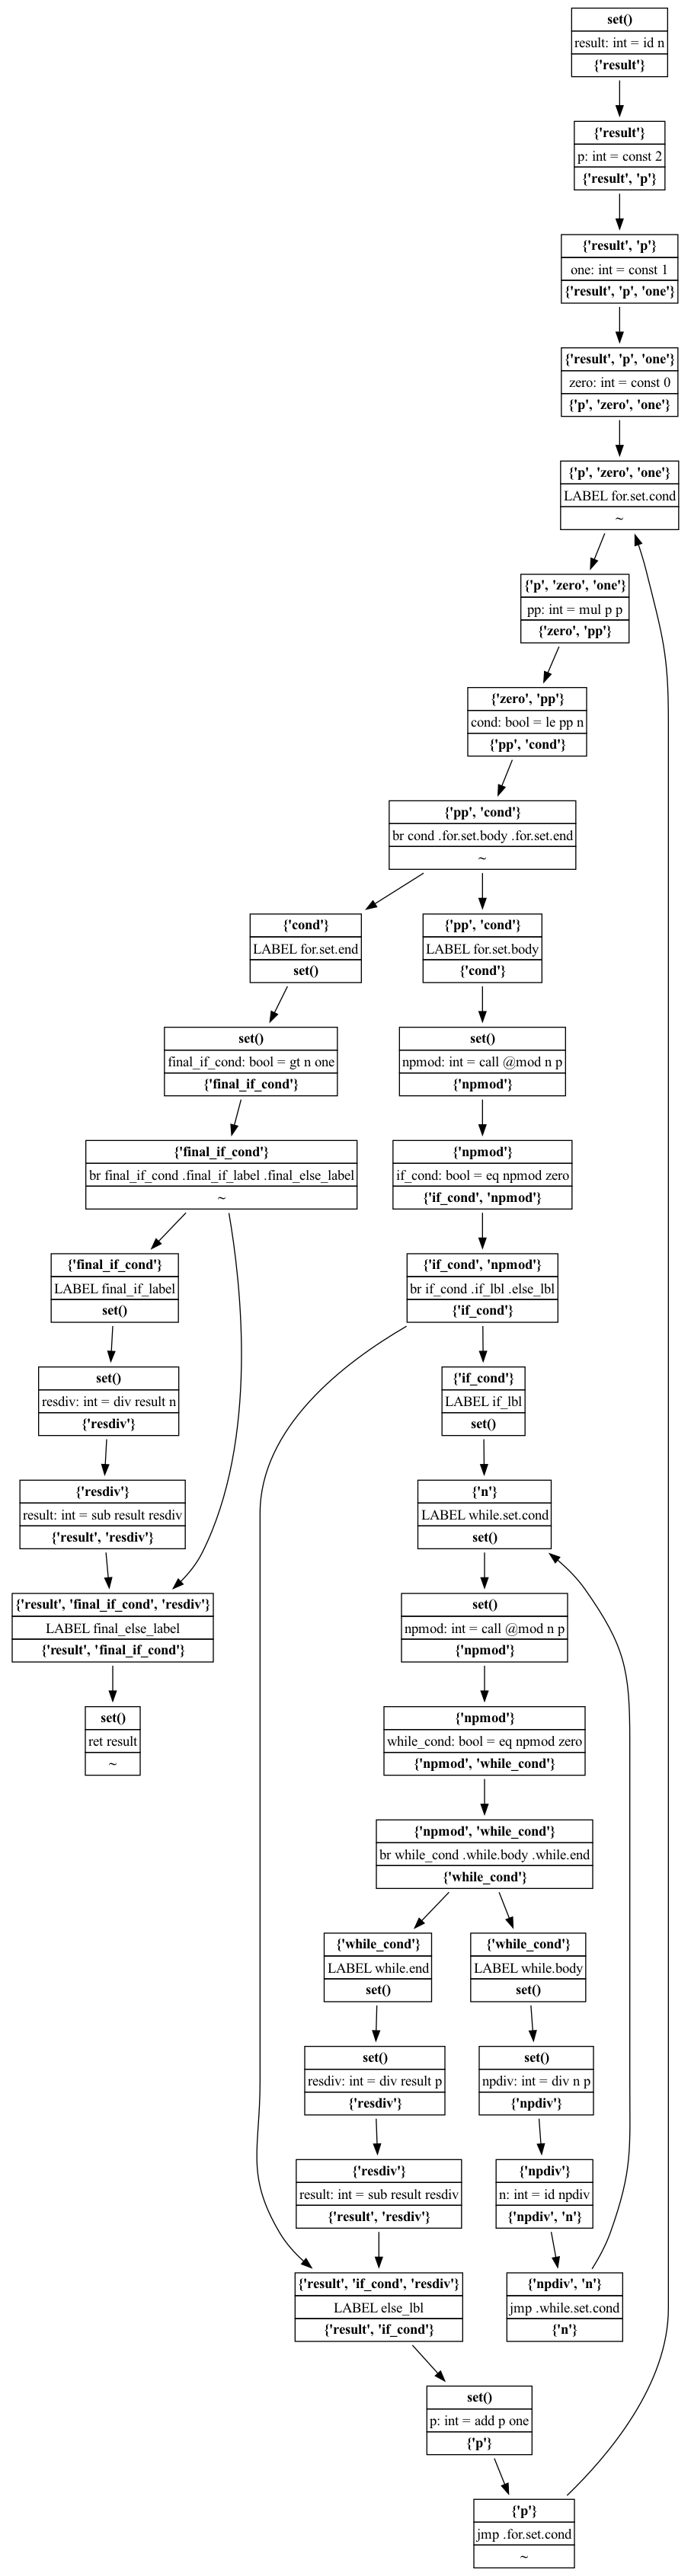 set()
result: int = id n
{'result'}
{'result'}
p: int = const 2
{'result', 'p'}
{'result', 'p'}
one: int = const 1
{'result', 'p', 'one'}
{'result', 'p', 'one'}
zero: int = const 0
{'p', 'zero', 'one'}
{'p', 'zero', 'one'}
LABEL for.set.cond
~
{'p', 'zero', 'one'}
pp: int = mul p p
{'zero', 'pp'}
{'zero', 'pp'}
cond: bool = le pp n
{'pp', 'cond'}
{'pp', 'cond'}
br cond .for.set.body .for.set.end
~
{'cond'}
LABEL for.set.end
set()
{'pp', 'cond'}
LABEL for.set.body
{'cond'}
set()
final_if_cond: bool = gt n one
{'final_if_cond'}
set()
npmod: int = call @mod n p
{'npmod'}
{'final_if_cond'}
br final_if_cond .final_if_label .final_else_label
~
{'npmod'}
if_cond: bool = eq npmod zero
{'if_cond', 'npmod'}
{'final_if_cond'}
LABEL final_if_label
set()
{'if_cond', 'npmod'}
br if_cond .if_lbl .else_lbl
{'if_cond'}
set()
resdiv: int = div result n
{'resdiv'}
{'if_cond'}
LABEL if_lbl
set()
{'resdiv'}
result: int = sub result resdiv
{'result', 'resdiv'}
{'n'}
LABEL while.set.cond
set()
{'result', 'final_if_cond', 'resdiv'}
LABEL final_else_label
{'result', 'final_if_cond'}
set()
npmod: int = call @mod n p
{'npmod'}
set()
ret result
~
{'npmod'}
while_cond: bool = eq npmod zero
{'npmod', 'while_cond'}
{'npmod', 'while_cond'}
br while_cond .while.body .while.end
{'while_cond'}
{'while_cond'}
LABEL while.end
set()
{'while_cond'}
LABEL while.body
set()
set()
resdiv: int = div result p
{'resdiv'}
set()
npdiv: int = div n p
{'npdiv'}
{'resdiv'}
result: int = sub result resdiv
{'result', 'resdiv'}
{'npdiv'}
n: int = id npdiv
{'npdiv', 'n'}
{'result', 'if_cond', 'resdiv'}
LABEL else_lbl
{'result', 'if_cond'}
{'npdiv', 'n'}
jmp .while.set.cond
{'n'}
set()
p: int = add p one
{'p'}
{'p'}
jmp .for.set.cond
~